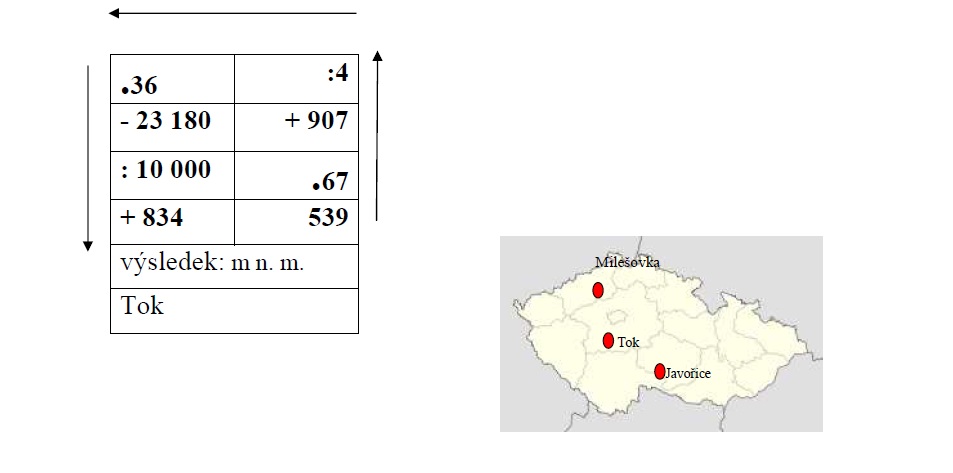 .36 :4
- 23 180 + 907
: 10 000 .67
+ 834 539
výsledek: m n. m.
Tok
Milešovka
Tok
Javořice